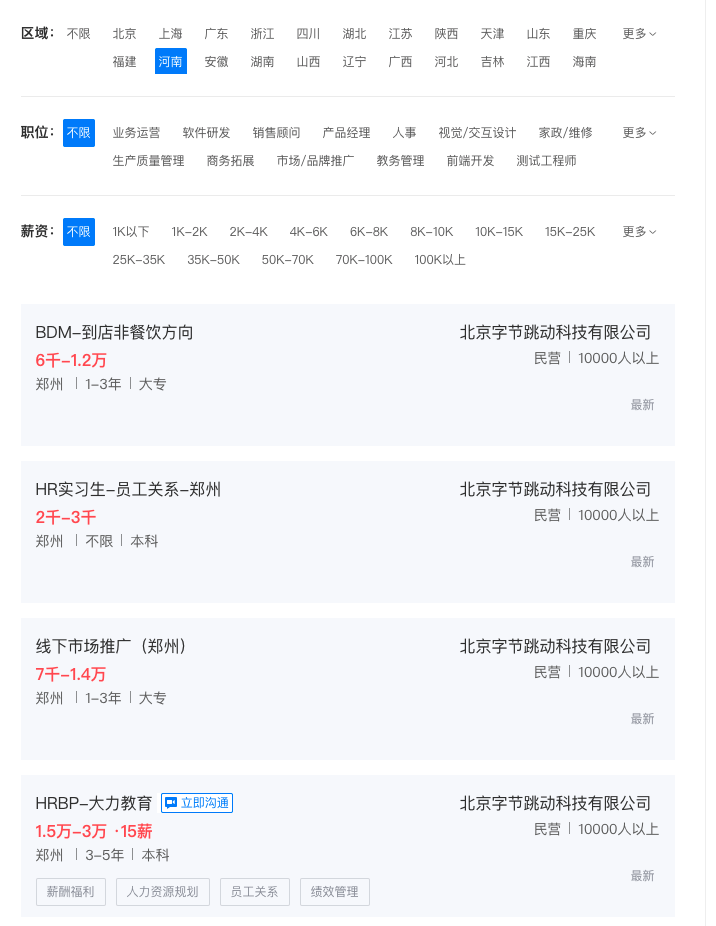 区域： 不限 北京 上海 广东 浙江 四川 湖北 江苏 陕西 天津 山东 重庆 更多
福建 河南 安徽 湖南 山西 辽宁 广西 河北 吉林 江西 海南
职位： 不限 业务运营 软件研发 销售顾问 产品经理 人事 视觉/交互设计 家政/维修 更多
生产质量管理 商务拓展 市场/品牌推广 教务管理 前端开发 测试工程师
薪资： 不限 1K以下 1K-2K 2K-4K 4K-6K 6K-8K 8K-10K 10K-15K 15K-25K 更多
25K-35K 35K-50K 50K-70K 70K-100K 100K以上
BDM-到店非餐饮方向 北京字节跳动科技有限公司
6千-1.2万 民营 | 10000人以上
郑州 | 1-3年 | 大专
最新
HR实习生-员工关系-郑州 北京字节跳动科技有限公司
2千-3千 民营 | 10000人以上
郑州 | 不限 | 本科
最新
线下市场推广（郑州） 北京字节跳动科技有限公司
7千-1.4万 民营 | 10000人以上
郑州 | 1-3年 | 大专
最新
HRBP-大力教育 立即沟通 北京字节跳动科技有限公司
1.5万-3万 ·15薪 民营 | 10000人以上
郑州 | 3-5年 | 本科
最新
薪酬福利 人力资源规划 员工关系 绩效管理